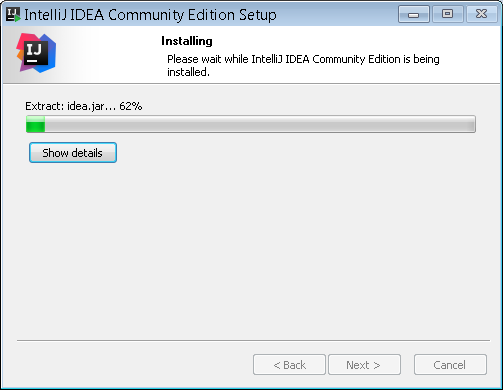 IJ
IntelliJ IDEA Community Edition Setup
IJ
Installing
Please wait while IntelliJ IDEA Community Edition is being
installed.
Extract: idea.jar... 62%
Show details
< Back
Next >
Cancel